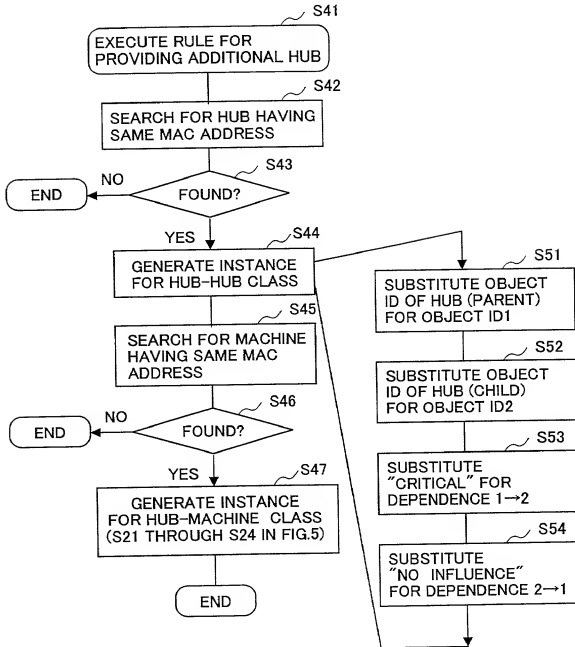 S41
EXECUTE RULE FOR
PROVIDING ADDITIONAL HUB
S42
SEARCH FOR HUB HAVING
SAME MAC ADDRESS
S43
FOUND?
NO
END
YES
S44
GENERATE INSTANCE
FOR HUB-HUB CLASS
S45
SEARCH FOR MACHINE
HAVING SAME MAC
ADDRESS
S46
FOUND?
NO
END
YES
S47
GENERATE INSTANCE
FOR HUB-MACHINE CLASS
(S21 THROUGH S24 IN FIG.5)
END
S51
SUBSTITUTE OBJECT
ID OF HUB (PARENT)
FOR OBJECT ID1
S52
SUBSTITUTE OBJECT
ID OF HUB (CHILD)
FOR OBJECT ID2
S53
SUBSTITUTE
"CRITICAL" FOR
DEPENDENCE 1→2
S54
SUBSTITUTE
"NO INFLUENCE"
FOR DEPENDENCE 2→1